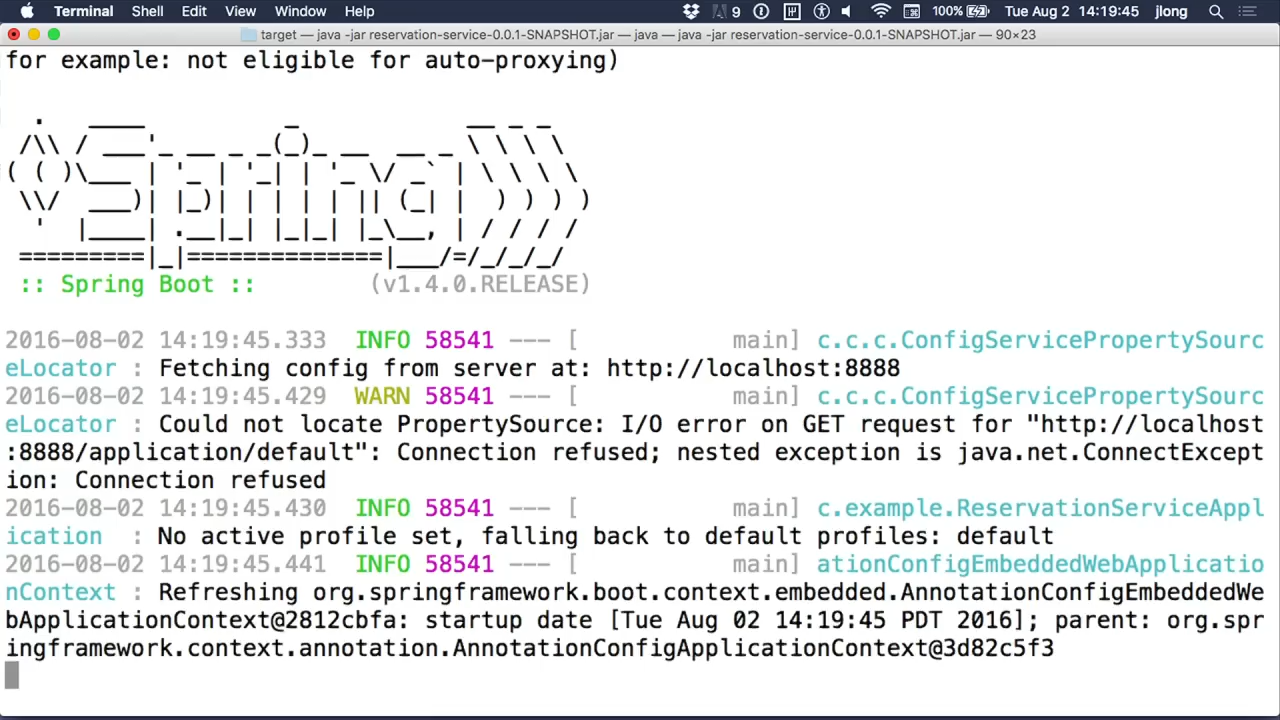 Terminal Shell Edit View Window Help 9 100% Tue Aug 2 14:19:45 jlong
target — java -jar reservation-service-0.0.1-SNAPSHOT.jar — java — java -jar reservation-service-0.0.1-SNAPSHOT.jar — 90×23
for example: not eligible for auto-proxying)
Spring
:: Spring Boot :: (v1.4.0.RELEASE)
2016-08-02 14:19:45.333 INFO 58541 --- [ main] c.c.c.ConfigServicePropertySourc
eLocator : Fetching config from server at: http://localhost:8888
2016-08-02 14:19:45.429 WARN 58541 --- [ main] c.c.c.ConfigServicePropertySourc
eLocator : Could not locate PropertySource: I/O error on GET request for "http://localhost
:8888/application/default": Connection refused; nested exception is java.net.ConnectExcept
ion: Connection refused
2016-08-02 14:19:45.430 INFO 58541 --- [ main] c.example.ReservationServiceAppl
ication : No active profile set, falling back to default profiles: default
2016-08-02 14:19:45.441 INFO 58541 --- [ main] ationConfigEmbeddedWebApplicatio
nContext : Refreshing org.springframework.boot.context.embedded.AnnotationConfigEmbeddedWe
bApplicationContext@2812cbfa: startup date [Tue Aug 02 14:19:45 PDT 2016]; parent: org.spr
ingframework.context.annotation.AnnotationConfigApplicationContext@3d82c5f3